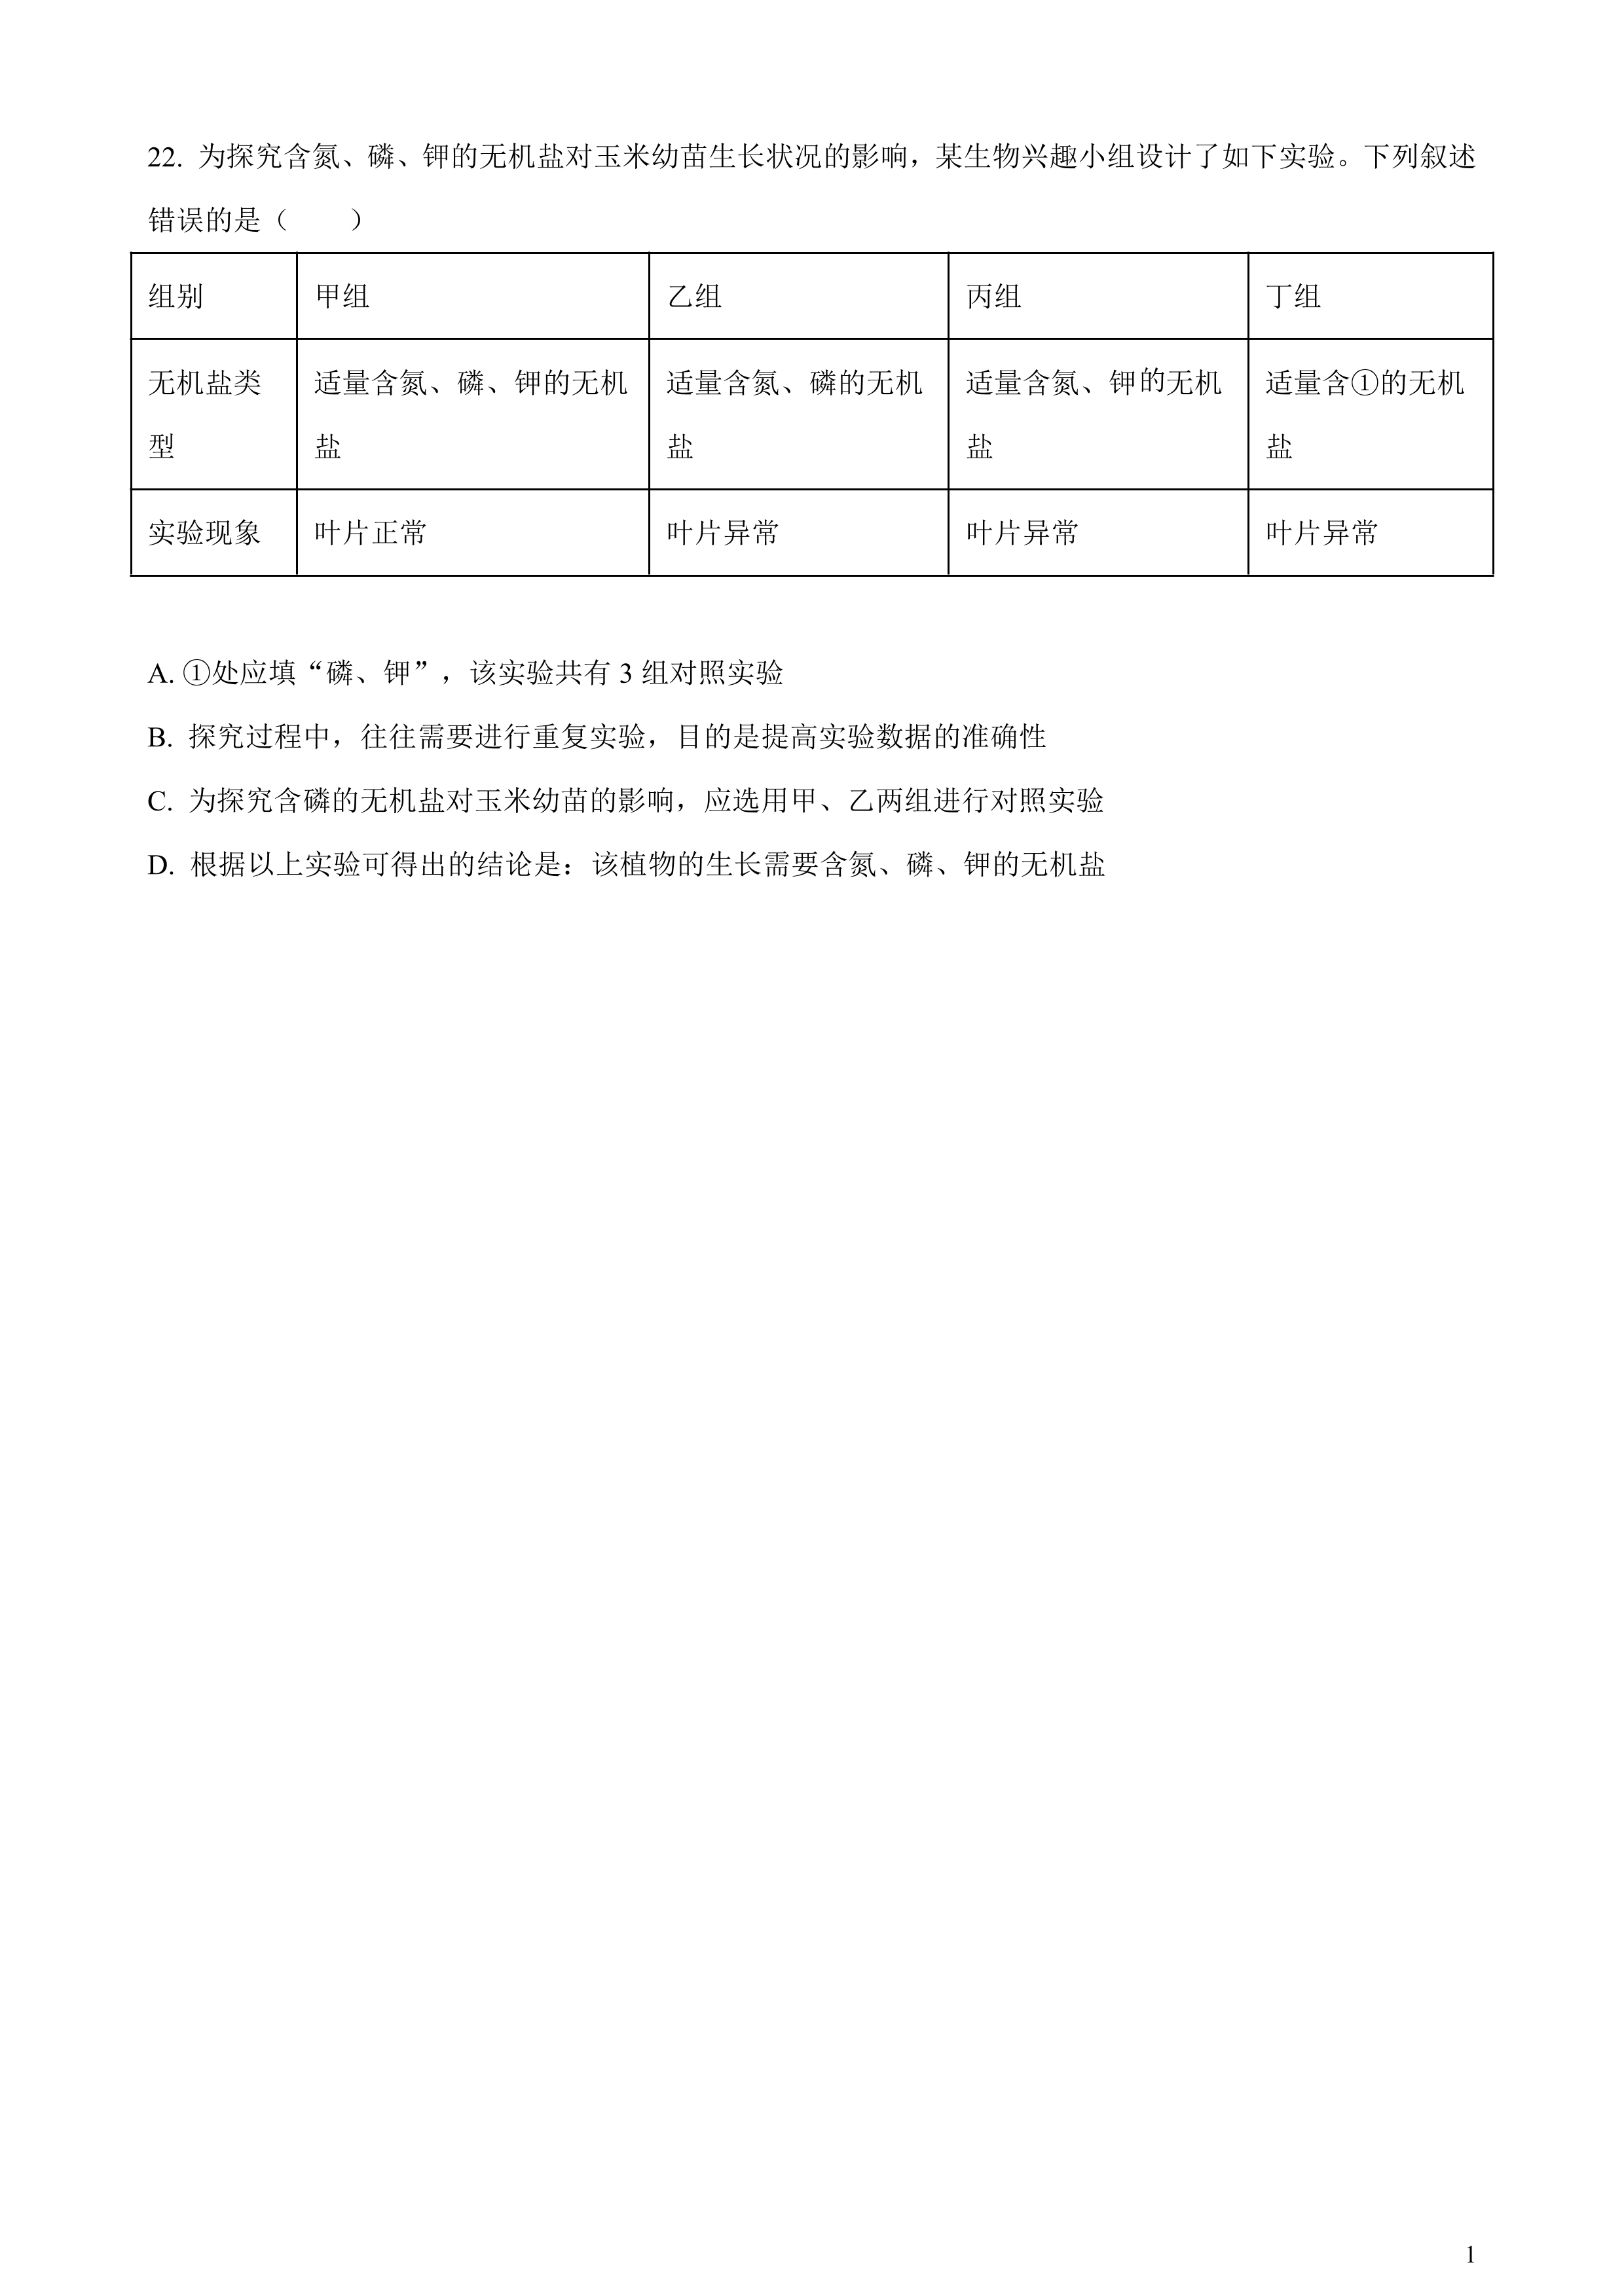 22. 为探究含氮、磷、钾的无机盐对玉米幼苗生长状况的影响，某生物兴趣小组设计了如下实验。下列叙述
错误的是（　　）
组别 甲组 乙组 丙组 丁组
无机盐类型 适量含氮、磷、钾的无机盐 适量含氮、磷的无机盐 适量含氮、钾的无机盐 适量含①的无机盐
实验现象 叶片正常 叶片异常 叶片异常 叶片异常
A. ①处应填“磷、钾”，该实验共有 3 组对照实验
B. 探究过程中，往往需要进行重复实验，目的是提高实验数据的准确性
C. 为探究含磷的无机盐对玉米幼苗的影响，应选用甲、乙两组进行对照实验
D. 根据以上实验可得出的结论是：该植物的生长需要含氮、磷、钾的无机盐
1